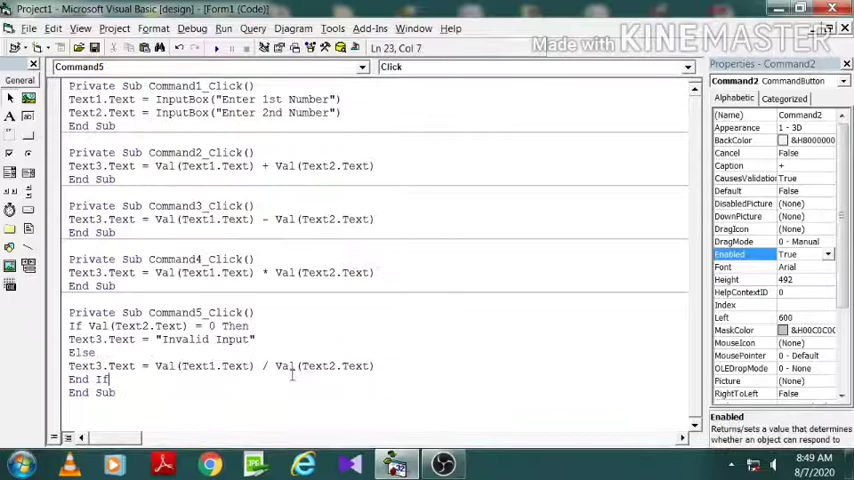 Project1 - Microsoft Visual Basic [design] - [Form1 (Code)]
Made with KINEMASTER
File Edit View Project Format Debug Run Query Diagram Tools Add-Ins Window Help
Ln 23, Col 7
General
Command5 Click
Private Sub Command1_Click()
Text1.Text = InputBox("Enter 1st Number")
Text2.Text = InputBox("Enter 2nd Number")
End Sub
Private Sub Command2_Click()
Text3.Text = Val(Text1.Text) + Val(Text2.Text)
End Sub
Private Sub Command3_Click()
Text3.Text = Val(Text1.Text) - Val(Text2.Text)
End Sub
Private Sub Command4_Click()
Text3.Text = Val(Text1.Text) * Val(Text2.Text)
End Sub
Private Sub Command5_Click()
If Val(Text2.Text) = 0 Then
Text3.Text = "Invalid Input"
Else
Text3.Text = Val(Text1.Text) / Val(Text2.Text)
End If
End Sub
Properties - Command2
Command2 CommandButton
Alphabetic Categorized
(Name) Command2
Appearance 1 - 3D
BackColor &H8000000
Cancel False
Caption +
CausesValidation True
Default False
DisabledPicture (None)
DownPicture (None)
DragIcon (None)
DragMode 0 - Manual
Enabled True
Font Arial
Height 492
HelpContextID 0
Index
Left 600
MaskColor &H00C0C0
MouseIcon (None)
MousePointer 0 - Default
OLEDropMode 0 - None
Picture (None)
RightToLeft False
Enabled
Returns/sets a value that determines
whether an object can respond to
8:49 AM
8/7/2020